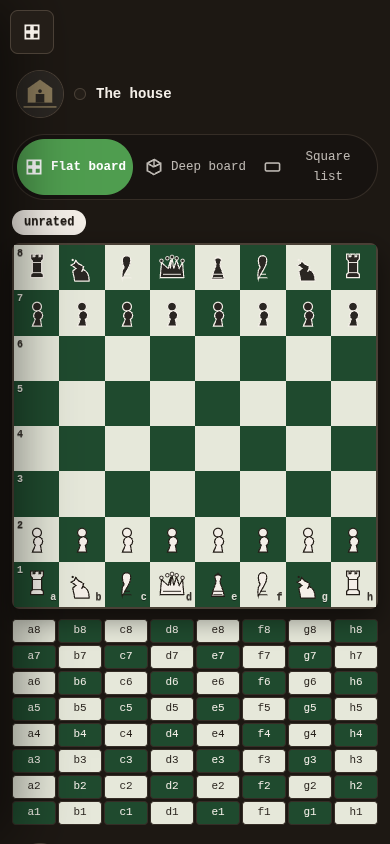 The house
Flat board
Deep board
Square list
unrated
8
7
6
5
4
3
2
1
a b c d e f g h
a8 b8 c8 d8 e8 f8 g8 h8
a7 b7 c7 d7 e7 f7 g7 h7
a6 b6 c6 d6 e6 f6 g6 h6
a5 b5 c5 d5 e5 f5 g5 h5
a4 b4 c4 d4 e4 f4 g4 h4
a3 b3 c3 d3 e3 f3 g3 h3
a2 b2 c2 d2 e2 f2 g2 h2
a1 b1 c1 d1 e1 f1 g1 h1